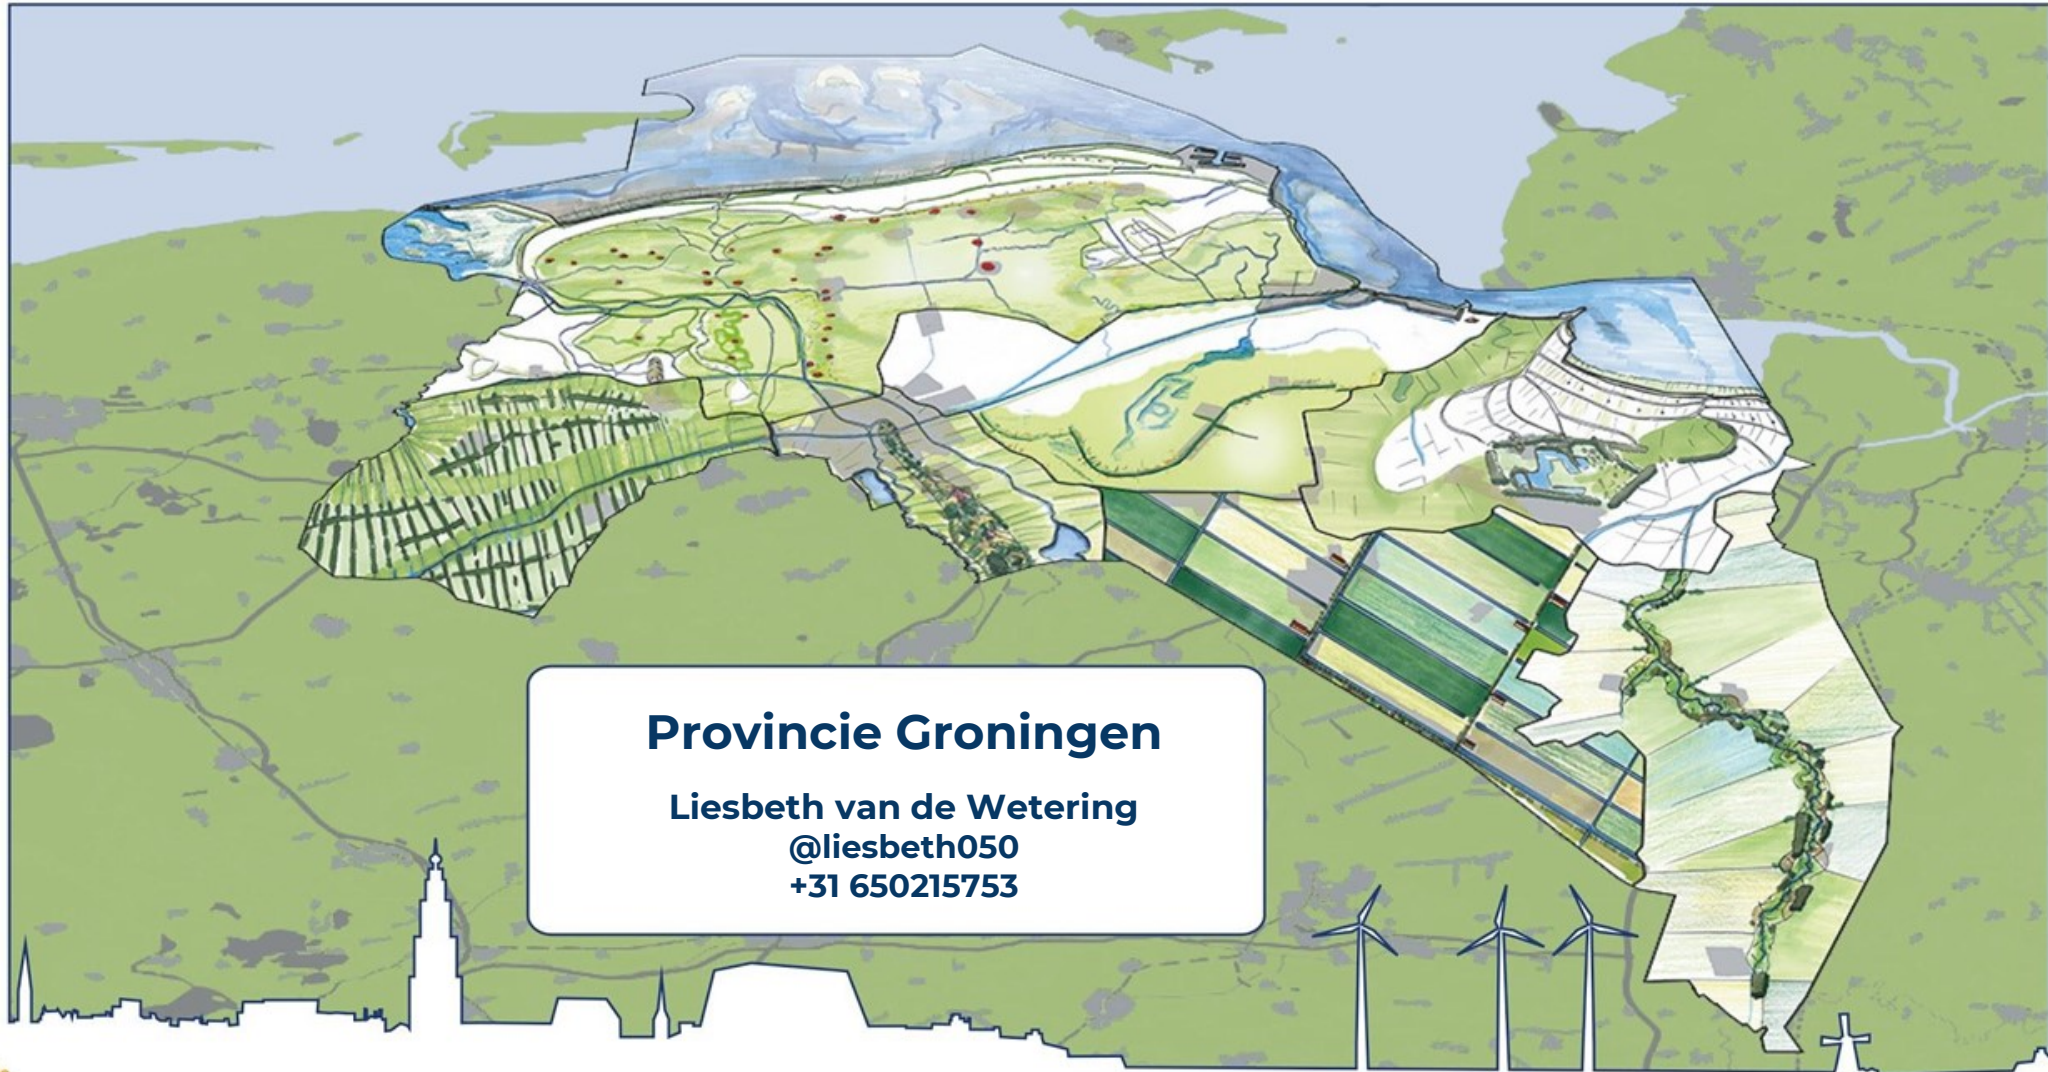 Provincie Groningen
Liesbeth van de Wetering
@liesbeth050
+31 650215753